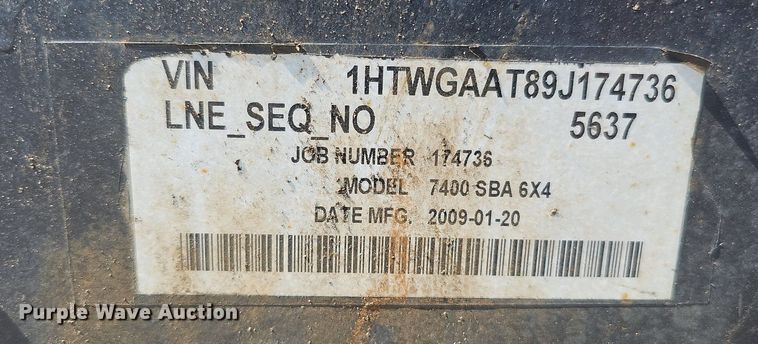 VIN 1HTWGAAT89J174736
LNE_SEQ_NO 5637
JOB NUMBER 174736
MODEL 7400 SBA 6X4
DATE MFG. 2009-01-20
Purple Wave Auction